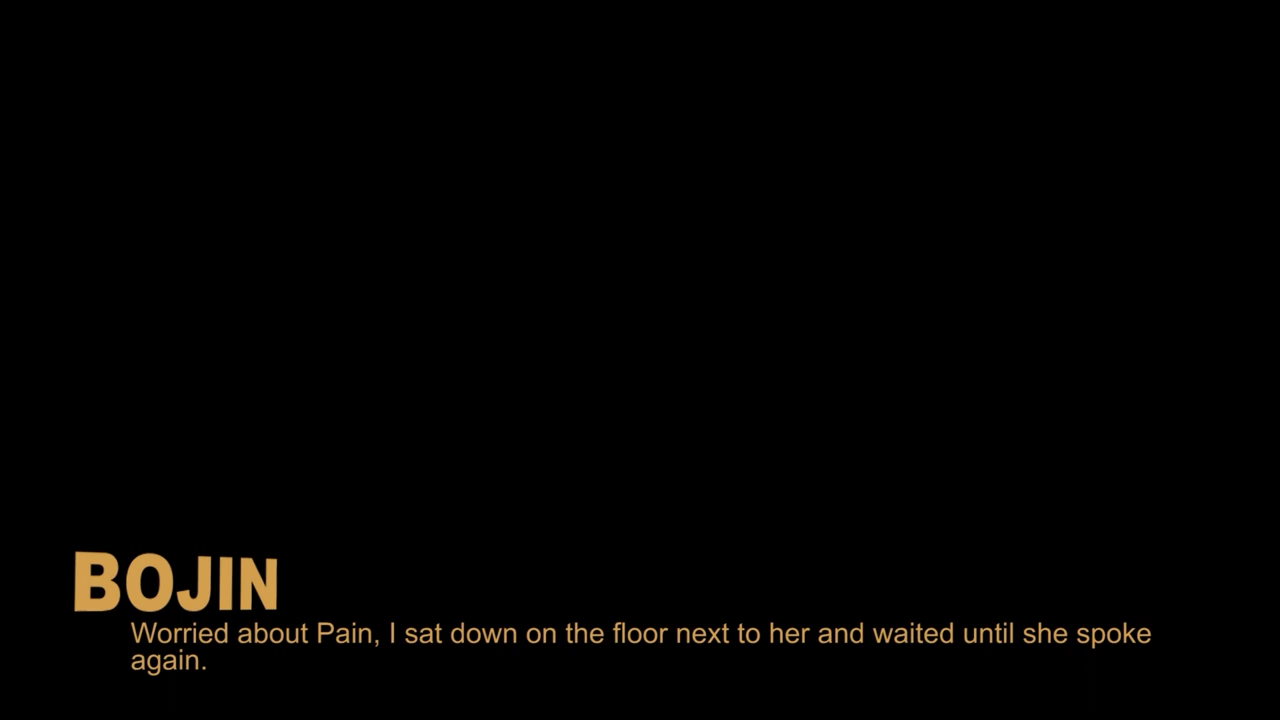 BOJIN
Worried about Pain, I sat down on the floor next to her and waited until she spoke
again.